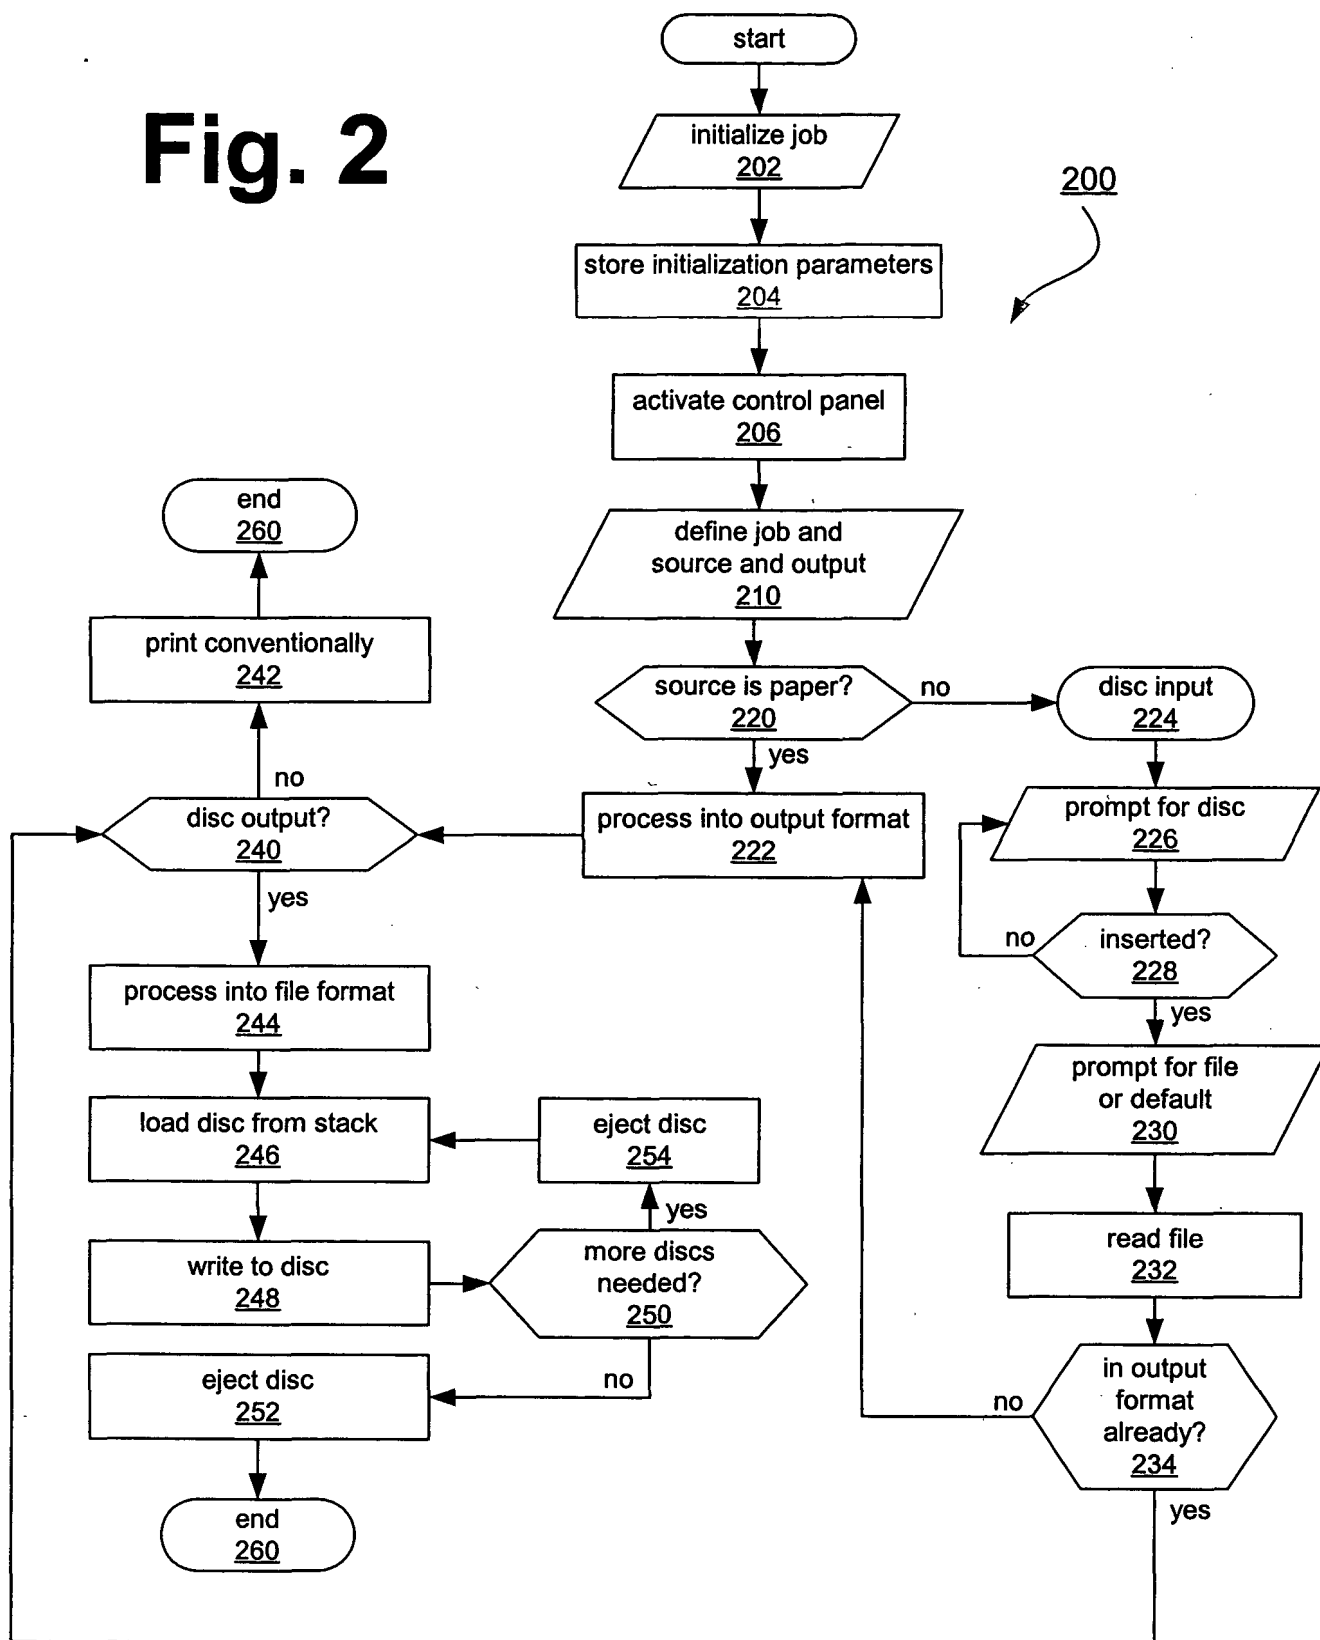 Fig. 2
start
initialize job
202
200
store initialization parameters
204
activate control panel
206
define job and
source and output
210
source is paper?
220
no
yes
disc input
224
process into output format
222
prompt for disc
226
inserted?
228
no
yes
prompt for file
or default
230
read file
232
in output
format
already?
234
no
yes
end
260
print conventionally
242
no
disc output?
240
yes
process into file format
244
load disc from stack
246
eject disc
254
yes
write to disc
248
more discs
needed?
250
no
eject disc
252
end
260